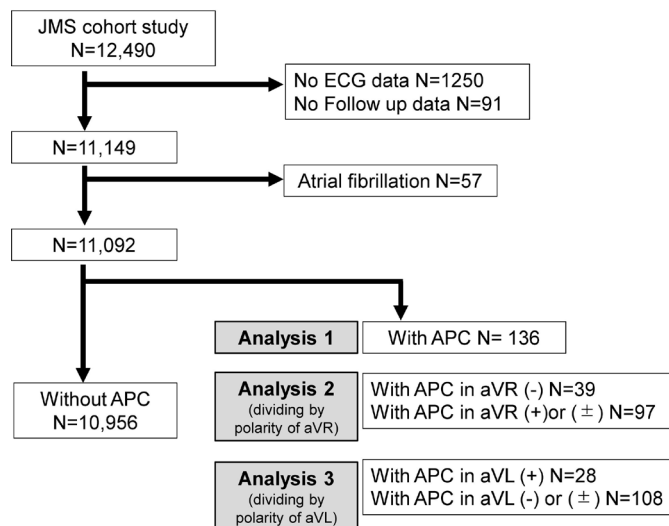 JMS cohort study
N=12,490
No ECG data N=1250
No Follow up data N=91
N=11,149
Atrial fibrillation N=57
N=11,092
Analysis 1
With APC N= 136
Without APC
N=10,956
Analysis 2
(dividing by
polarity of aVR)
With APC in aVR (-) N=39
With APC in aVR (+)or (±) N=97
Analysis 3
(dividing by
polarity of aVL)
With APC in aVL (+) N=28
With APC in aVL (-) or (±) N=108